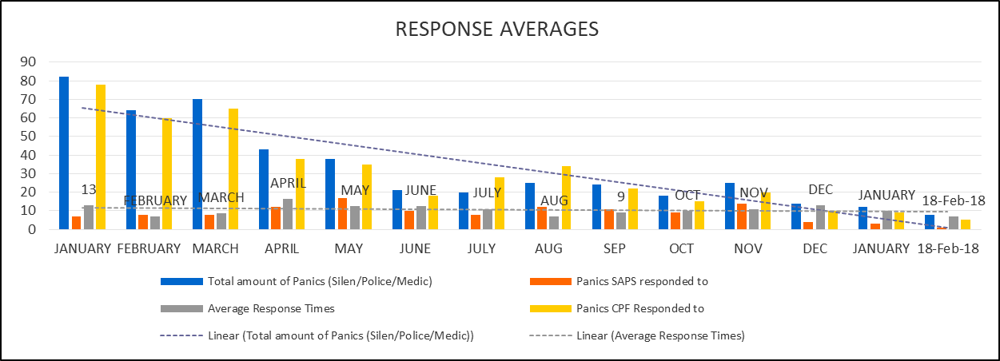 RESPONSE AVERAGES
90
80
70
60
50
40
30
20
10
0
13
FEBRUARY
MARCH
APRIL
MAY
JUNE
JULY
AUG
9
OCT
NOV
DEC
JANUARY
18-Feb-18
JANUARY FEBRUARY MARCH APRIL MAY JUNE JULY AUG SEP OCT NOV DEC JANUARY 18-Feb-18
Total amount of Panics (Silen/Police/Medic) Panics SAPS responded to
Average Response Times Panics CPF Responded to
Linear (Total amount of Panics (Silen/Police/Medic)) Linear (Average Response Times)